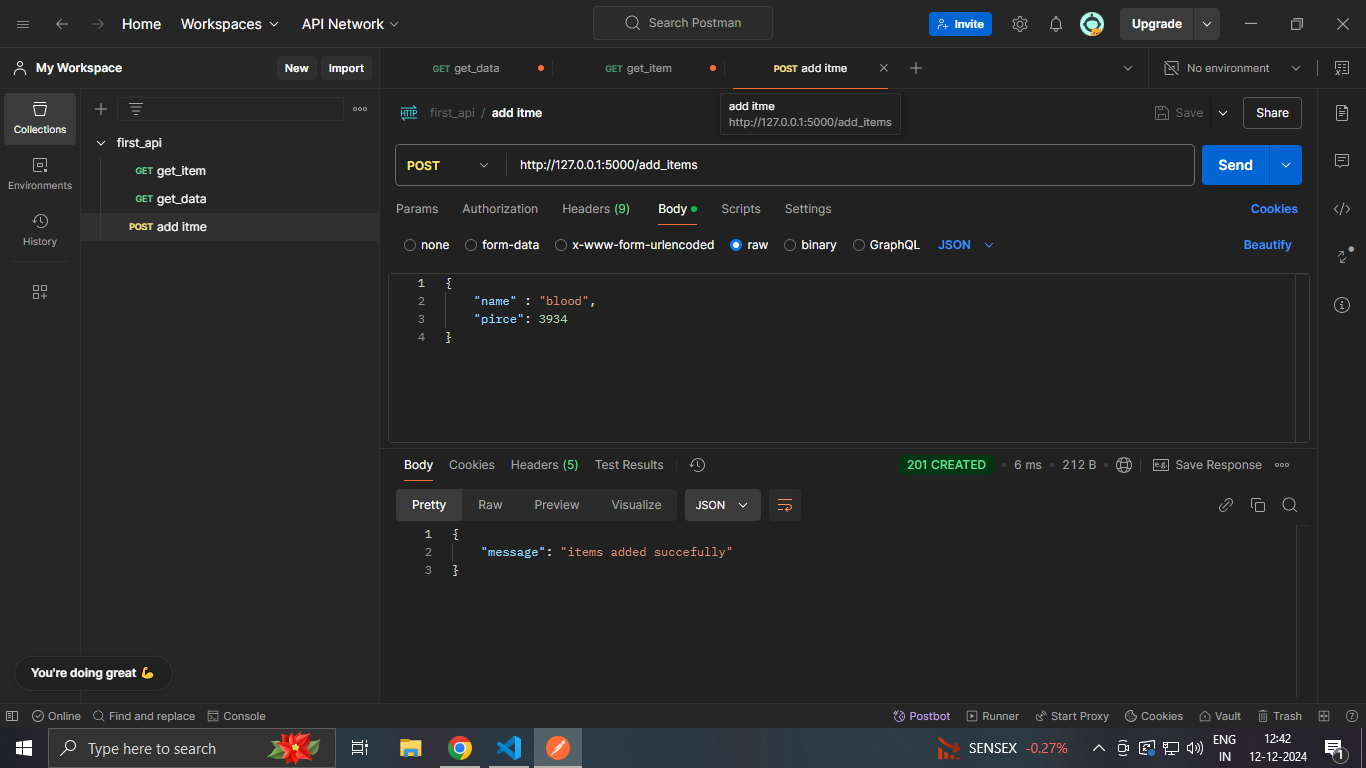 Home Workspaces API Network Search Postman Invite Upgrade
My Workspace New Import GET get_data GET get_item POST add itme No environment
Collections
Environments
History
first_api
GET get_item
GET get_data
POST add itme
HTTP first_api / add itme Save Share
add itme
http://127.0.0.1:5000/add_items
POST http://127.0.0.1:5000/add_items Send
Params Authorization Headers (9) Body Scripts Settings Cookies
none form-data x-www-form-urlencoded raw binary GraphQL JSON Beautify
1 {
2 "name" : "blood",
3 "pirce": 3934
4 }
Body Cookies Headers (5) Test Results 201 CREATED 6 ms 212 B e.g. Save Response
Pretty Raw Preview Visualize JSON
1 {
2 "message": "items added succefully"
3 }
You're doing great 💪
Online Find and replace Console Postbot Runner Start Proxy Cookies Vault Trash
Type here to search SENSEX -0.27% ENG IN 12:42 12-12-2024 1